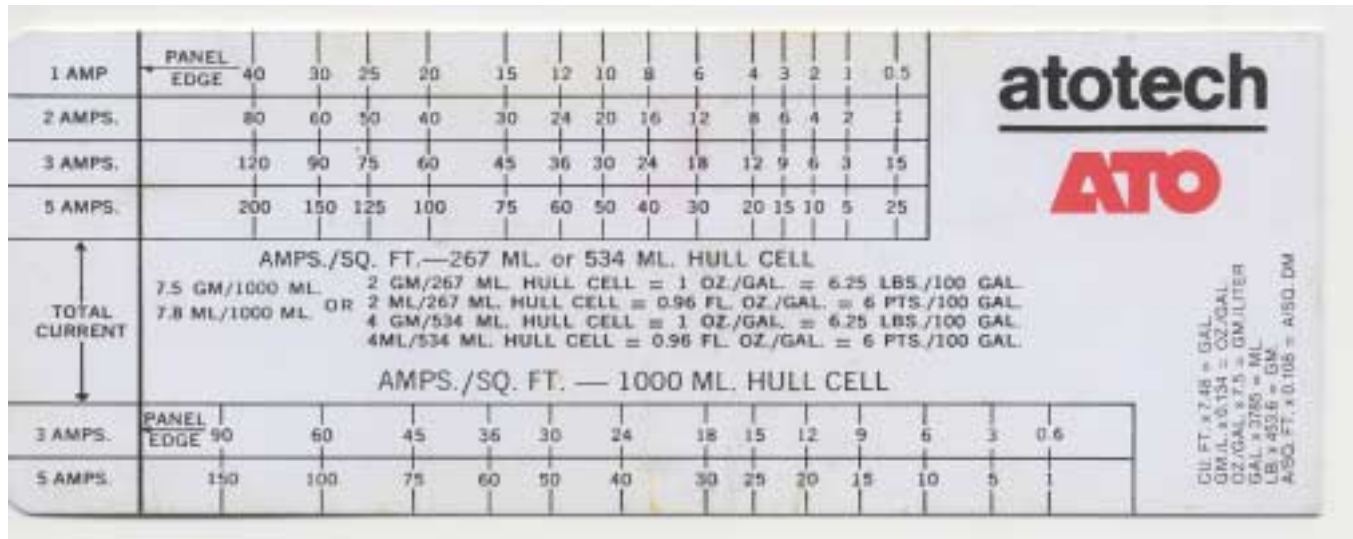 1 AMP PANEL EDGE 40 30 25 20 15 12 10 8 6 4 3 2 1 0.5
2 AMPS. 80 60 50 40 30 24 20 16 12 8 6 4 2 1
3 AMPS. 120 90 75 60 45 36 30 24 18 12 9 6 3 15
5 AMPS. 200 150 125 100 75 60 50 40 30 20 15 10 5 25
atotech
ATO
AMPS./SQ. FT.—267 ML. or 534 ML. HULL CELL
7.5 GM/1000 ML. OR 2 GM/267 ML. HULL CELL = 1 OZ./GAL. = 6.25 LBS./100 GAL.
7.8 ML/1000 ML. 2 ML/267 ML. HULL CELL = 0.96 FL. OZ./GAL. = 6 PTS./100 GAL.
4 GM/534 ML. HULL CELL = 1 OZ./GAL. = 6.25 LBS./100 GAL.
4ML/534 ML. HULL CELL = 0.96 FL. OZ./GAL. = 6 PTS./100 GAL.
TOTAL
CURRENT
AMPS./SQ. FT. — 1000 ML. HULL CELL
3 AMPS. PANEL EDGE 90 60 45 36 30 24 18 15 12 9 6 3 0.6
5 AMPS. 150 100 75 60 50 40 30 25 20 15 10 5 1
CU. FT. x 7.48 = GAL.
GM./L. x 0.134 = OZ./GAL.
OZ./GAL. x 7.5 = GM./LITER
GAL. x 3785 = ML.
LB. x 453.6 = GM.
A/SQ. FT. x 0.108 = A/SQ. DM